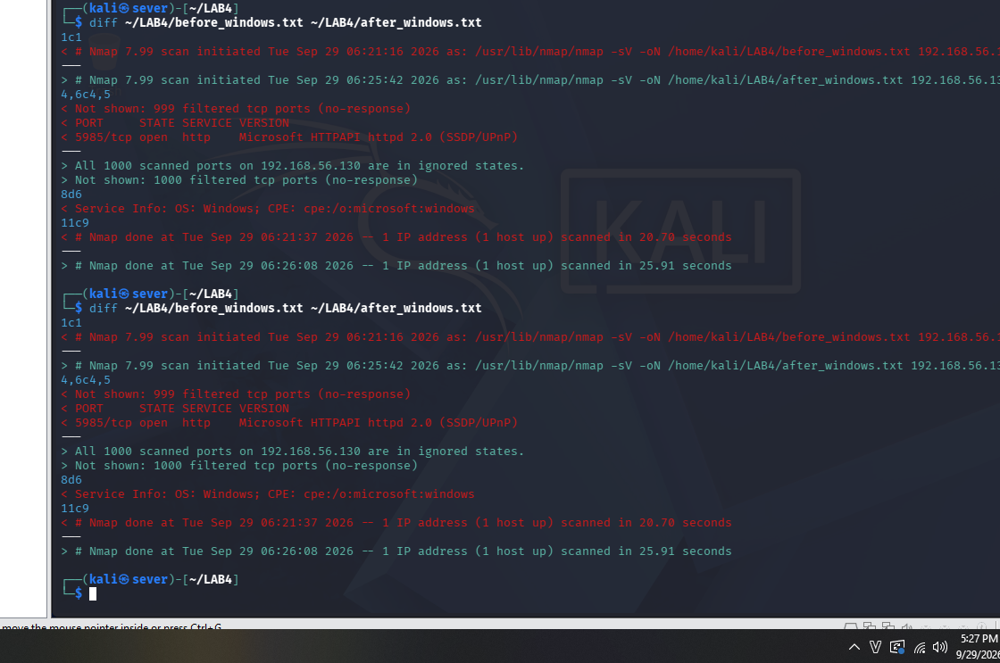 ┌──(kali㉿sever)-[~/LAB4]
└─$ diff ~/LAB4/before_windows.txt ~/LAB4/after_windows.txt
1c1
< # Nmap 7.99 scan initiated Tue Sep 29 06:21:16 2026 as: /usr/lib/nmap/nmap -sV -oN /home/kali/LAB4/before_windows.txt 192.168.56.1
---
> # Nmap 7.99 scan initiated Tue Sep 29 06:25:42 2026 as: /usr/lib/nmap/nmap -sV -oN /home/kali/LAB4/after_windows.txt 192.168.56.13
4,6c4,5
< Not shown: 999 filtered tcp ports (no-response)
< PORT     STATE SERVICE VERSION
< 5985/tcp open  http    Microsoft HTTPAPI httpd 2.0 (SSDP/UPnP)
---
> All 1000 scanned ports on 192.168.56.130 are in ignored states.
> Not shown: 1000 filtered tcp ports (no-response)
8d6
< Service Info: OS: Windows; CPE: cpe:/o:microsoft:windows
11c9
< # Nmap done at Tue Sep 29 06:21:37 2026 -- 1 IP address (1 host up) scanned in 20.70 seconds
---
> # Nmap done at Tue Sep 29 06:26:08 2026 -- 1 IP address (1 host up) scanned in 25.91 seconds
┌──(kali㉿sever)-[~/LAB4]
└─$ diff ~/LAB4/before_windows.txt ~/LAB4/after_windows.txt
1c1
< # Nmap 7.99 scan initiated Tue Sep 29 06:21:16 2026 as: /usr/lib/nmap/nmap -sV -oN /home/kali/LAB4/before_windows.txt 192.168.56.1
---
> # Nmap 7.99 scan initiated Tue Sep 29 06:25:42 2026 as: /usr/lib/nmap/nmap -sV -oN /home/kali/LAB4/after_windows.txt 192.168.56.13
4,6c4,5
< Not shown: 999 filtered tcp ports (no-response)
< PORT     STATE SERVICE VERSION
< 5985/tcp open  http    Microsoft HTTPAPI httpd 2.0 (SSDP/UPnP)
---
> All 1000 scanned ports on 192.168.56.130 are in ignored states.
> Not shown: 1000 filtered tcp ports (no-response)
8d6
< Service Info: OS: Windows; CPE: cpe:/o:microsoft:windows
11c9
< # Nmap done at Tue Sep 29 06:21:37 2026 -- 1 IP address (1 host up) scanned in 20.70 seconds
---
> # Nmap done at Tue Sep 29 06:26:08 2026 -- 1 IP address (1 host up) scanned in 25.91 seconds
┌──(kali㉿sever)-[~/LAB4]
└─$
KALI
move the mouse pointer inside or press Ctrl+G
5:27 PM
9/29/202